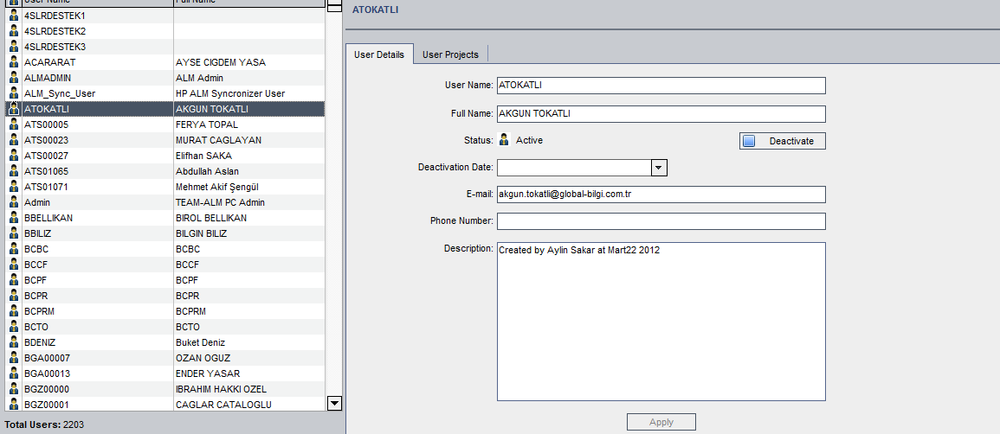 User Name Full Name
4SLRDESTEK1
4SLRDESTEK2
4SLRDESTEK3
ACARARAT AYSE CIGDEM YASA
ALMADMIN ALM Admin
ALM_Sync_User HP ALM Syncronizer User
ATOKATLI AKGUN TOKATLI
ATS00005 FERYA TOPAL
ATS00023 MURAT CAGLAYAN
ATS00027 Elifhan SAKA
ATS01065 Abdullah Aslan
ATS01071 Mehmet Akif Şengül
Admin TEAM-ALM PC Admin
BBELLIKAN BIROL BELLIKAN
BBILIZ BILGIN BILIZ
BCBC BCBC
BCCF BCCF
BCPF BCPF
BCPR BCPR
BCPRM BCPRM
BCTO BCTO
BDENIZ Buket Deniz
BGA00007 OZAN OGUZ
BGA00013 ENDER YASAR
BGZ00000 IBRAHIM HAKKI OZEL
BGZ00001 CAGLAR CATALOGLU
Total Users: 2203
ATOKATLI
User Details User Projects
User Name: ATOKATLI
Full Name: AKGUN TOKATLI
Status: Active Deactivate
Deactivation Date:
E-mail: akgun.tokatli@global-bilgi.com.tr
Phone Number:
Description: Created by Aylin Sakar at Mart22 2012
Apply